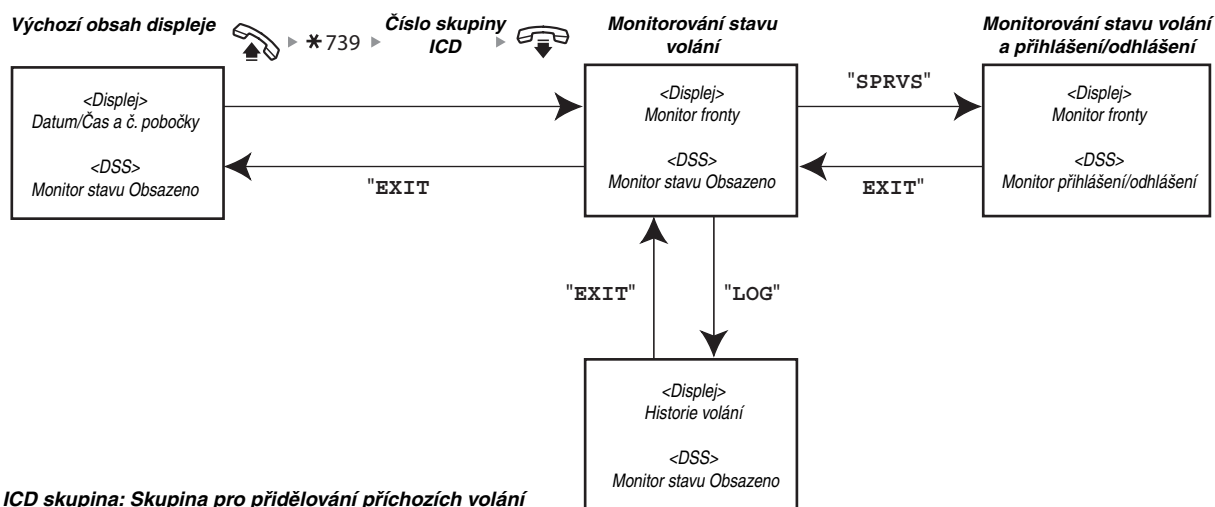 Výchozí obsah displeje
*739
Číslo skupiny
ICD
Monitorování stavu
volání
Monitorování stavu volání
a přihlášení/odhlášení
<Displej>
Datum/Čas a č. pobočky
<DSS>
Monitor stavu Obsazeno
"EXIT
<Displej>
Monitor fronty
<DSS>
Monitor stavu Obsazeno
"SPRVS"
EXIT"
<Displej>
Monitor fronty
<DSS>
Monitor přihlášení/odhlášení
"EXIT"
"LOG"
<Displej>
Historie volání
<DSS>
Monitor stavu Obsazeno
ICD skupina: Skupina pro přidělování příchozích volání